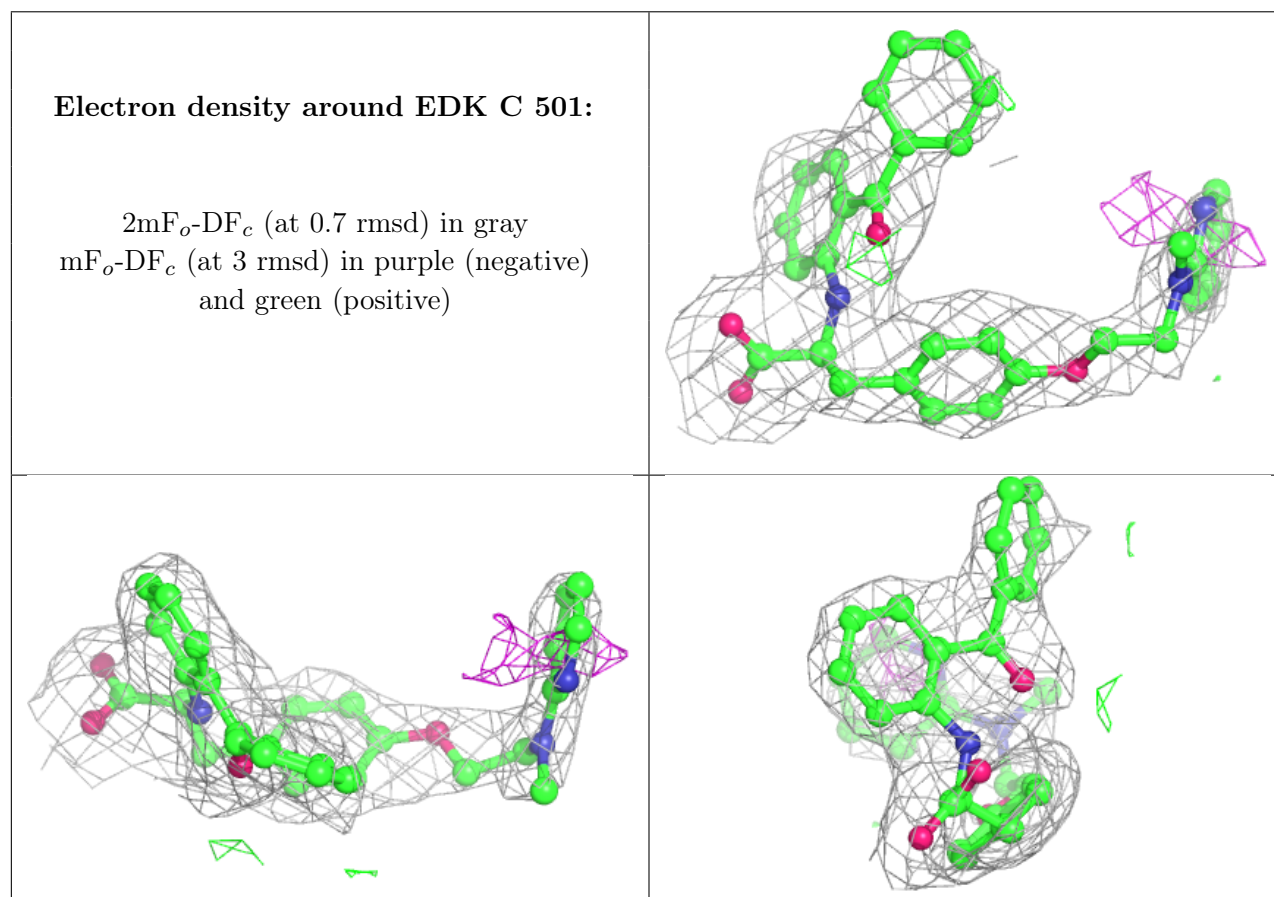 Electron density around EDK C 501:
2mFo-DFc (at 0.7 rmsd) in gray
mFo-DFc (at 3 rmsd) in purple (negative)
and green (positive)